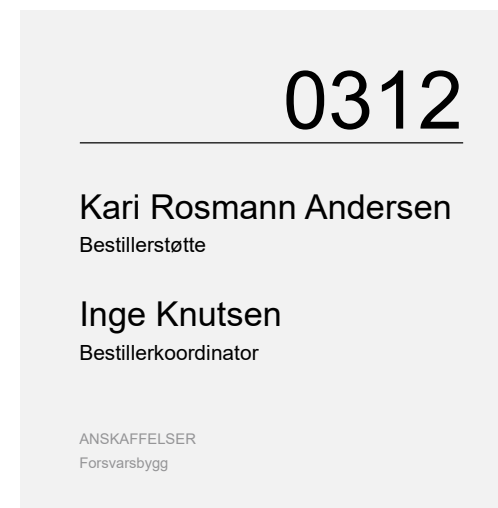 0312
Kari Rosmann Andersen
Bestillerstøtte
Inge Knutsen
Bestillerkoordinator
ANSKAFFELSER
Forsvarsbygg